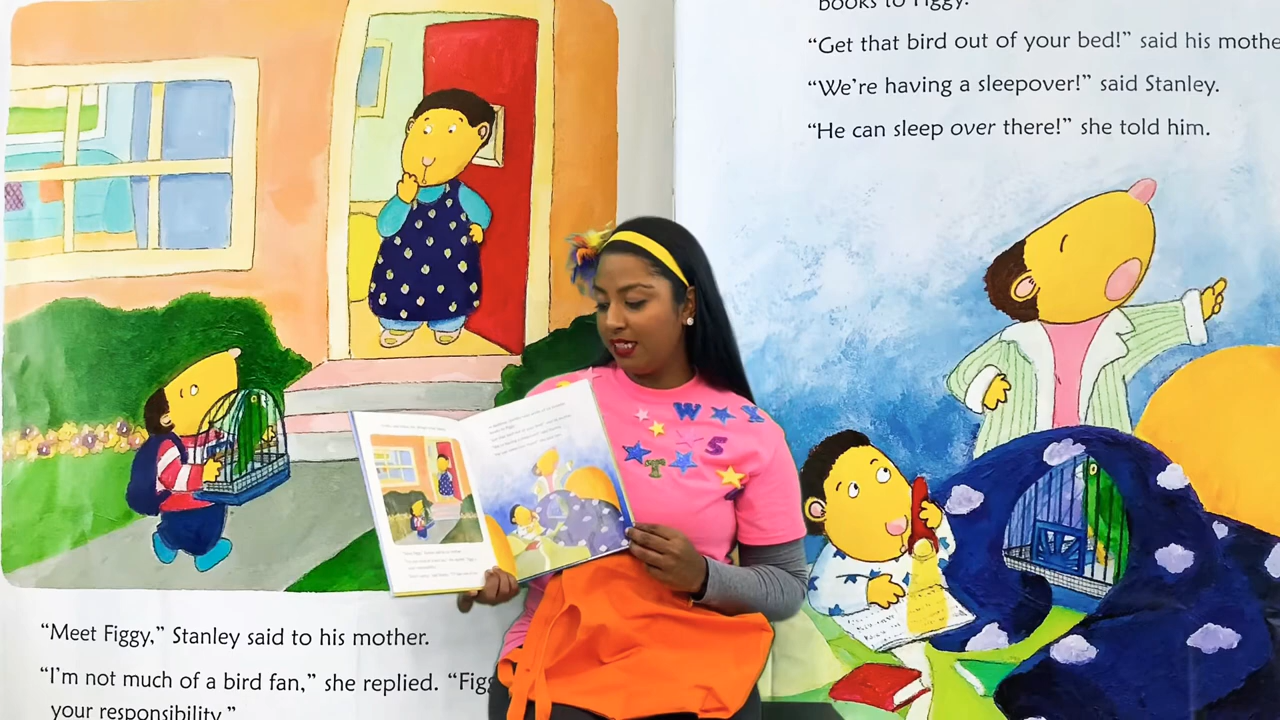 "Meet Figgy," Stanley said to his mother.
"I'm not much of a bird fan," she replied. "Figg
your responsibility."
books to Figgy.
"Get that bird out of your bed!" said his mothe
"We're having a sleepover!" said Stanley.
"He can sleep over there!" she told him.
W
T 5